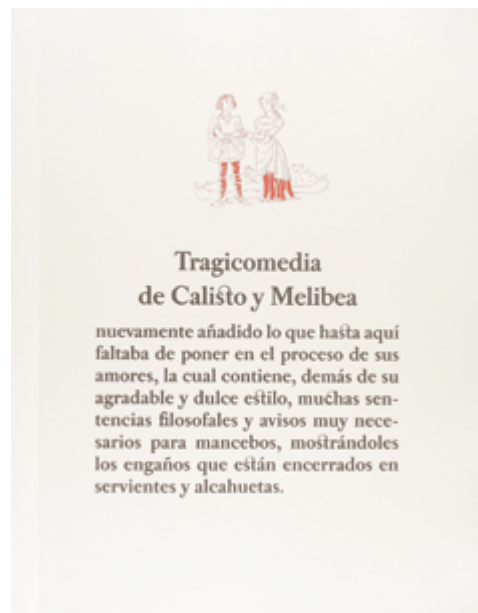 Tragicomedia
de Calisto y Melibea
nuevamente añadido lo que hasta aquí
faltaba de poner en el proceso de sus
amores, la cual contiene, demás de su
agradable y dulce estilo, muchas sen-
tencias filosofales y avisos muy nece-
sarios para mancebos, mostrándoles
los engaños que están encerrados en
servientes y alcahuetas.